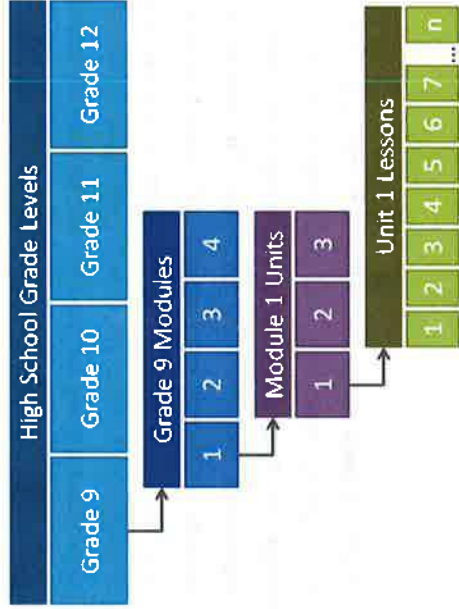 High School Grade Levels
Grade 9 Grade 10 Grade 11 Grade 12
Grade 9 Modules
1 2 3 4
Module 1 Units
1 2 3
Unit 1 Lessons
1 2 3 4 5 6 7 ... n